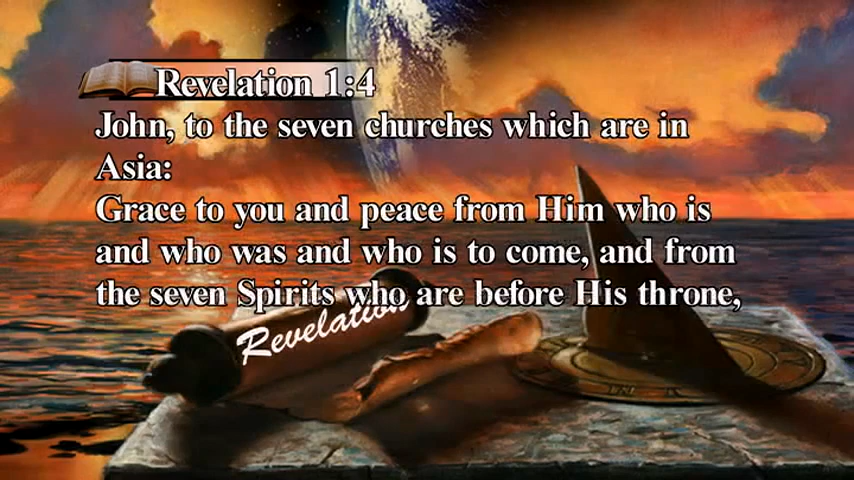 Revelation 1:4
John, to the seven churches which are in
Asia:
Grace to you and peace from Him who is
and who was and who is to come, and from
the seven Spirits who are before His throne,
Revelation